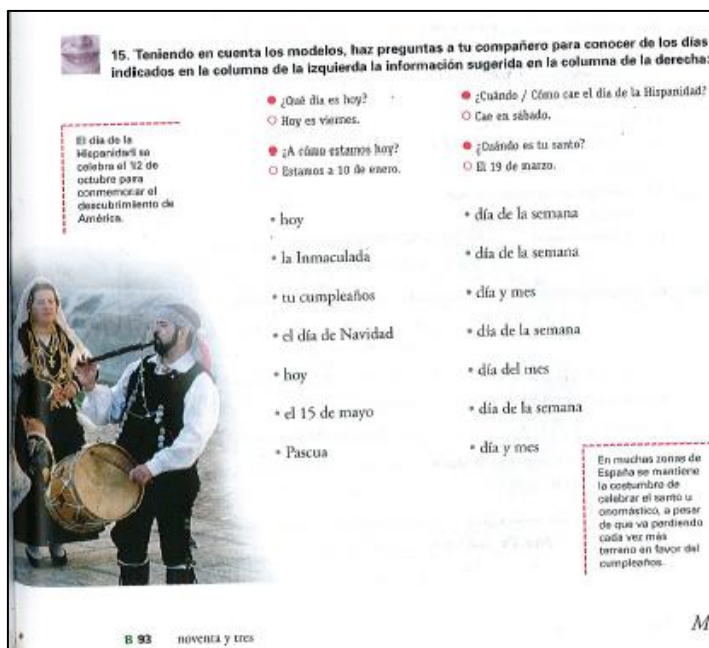 15. Teniendo en cuenta los modelos, haz preguntas a tu compañero para conocer de los días
indicados en la columna de la izquierda la información sugerida en la columna de la derecha:
● ¿Qué día es hoy?
○ Hoy es viernes.
● ¿A cómo estamos hoy?
○ Estamos a 10 de enero.
● ¿Cuándo / Cómo cae el día de la Hispanidad?
○ Cae en sábado.
● ¿Cuándo es tu santo?
○ El 19 de marzo.
El día de la
Hispanidad se
celebra el 12 de
octubre para
conmemorar el
descubrimiento de
América.
• hoy
• la Inmaculada
• tu cumpleaños
• el día de Navidad
• hoy
• el 15 de mayo
• Pascua
• día de la semana
• día de la semana
• día y mes
• día de la semana
• día del mes
• día de la semana
• día y mes
En muchas zonas de
España se mantiene
la costumbre de
celebrar el santo u
onomástico, a pesar
de que va perdiendo
cada vez más
terreno en favor del
cumpleaños.
B 93 noventa y tres
M